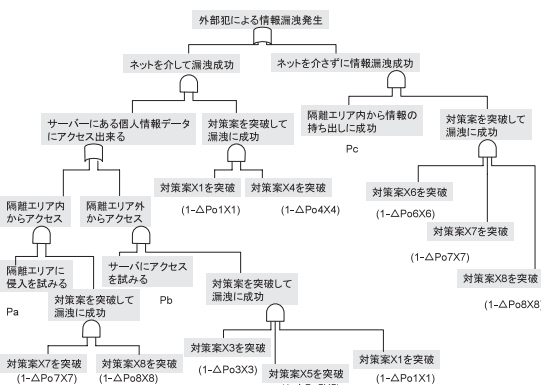 外部犯による情報漏洩発生
ネットを介して漏洩成功
ネットを介さずに情報漏洩成功
サーバーにある個人情報データ
にアクセス出来る
対策案を突破して
漏洩に成功
隔離エリア内から情報の
持ち出しに成功
Pc
対策案を突破して
漏洩に成功
対策案X1を突破
(1-△Po1X1)
対策案X4を突破
(1-△Po4X4)
対策案X6を突破
(1-△Po6X6)
対策案X7を突破
(1-△Po7X7)
対策案X8を突破
(1-△Po8X8)
隔離エリア内
からアクセス
隔離エリア外
からアクセス
隔離エリアに
侵入を試みる
Pa
対策案を突破して
漏洩に成功
サーバにアクセス
を試みる
Pb
対策案を突破して
漏洩に成功
対策案X7を突破
(1-△Po7X7)
対策案X8を突破
(1-△Po8X8)
対策案X3を突破
(1-△Po3X3)
対策案X5を突破
対策案X1を突破
(1-△Po1X1)